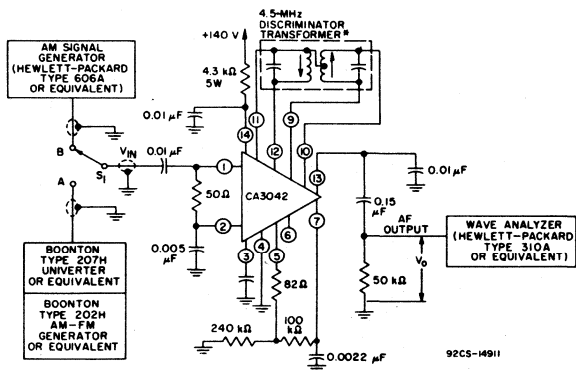 4.5-MHz
DISCRIMINATOR
TRANSFORMER*
+140 V
AM SIGNAL
GENERATOR
(HEWLETT-PACKARD
TYPE 606A
OR EQUIVALENT)
4.3 kΩ
5W
0.01 µF
11
9
14
12
10
B
VIN
0.01 µF
S1
A
1
13
0.01 µF
50Ω
CA3042
0.15
µF
AF
OUTPUT
WAVE ANALYZER
(HEWLETT-PACKARD
TYPE 310A
OR EQUIVALENT)
2
7
6
0.005
µF
3
4
5
Vo
50 kΩ
BOONTON
TYPE 207H
UNIVERTER
OR EQUIVALENT
BOONTON
TYPE 202H
AM-FM
GENERATOR
OR EQUIVALENT
82Ω
240 kΩ
100
kΩ
0.0022 µF
92CS-14911